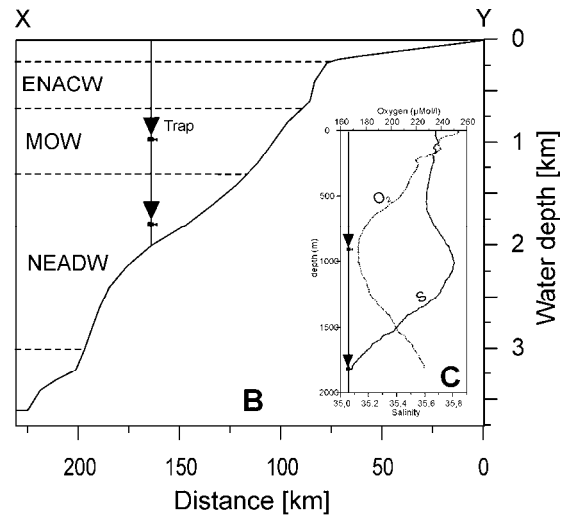 X
Y
0
ENACW
Trap
MOW
1
NEADW
2
3
Water depth [km]
Oxygen (µMol/l)
160 180 200 220 240 260
0
500
1000
1500
2000
depth (m)
O₂
S
C
35,0 35,2 35,4 35,6 35,8
Salinity
B
200 150 100 50 0
Distance [km]